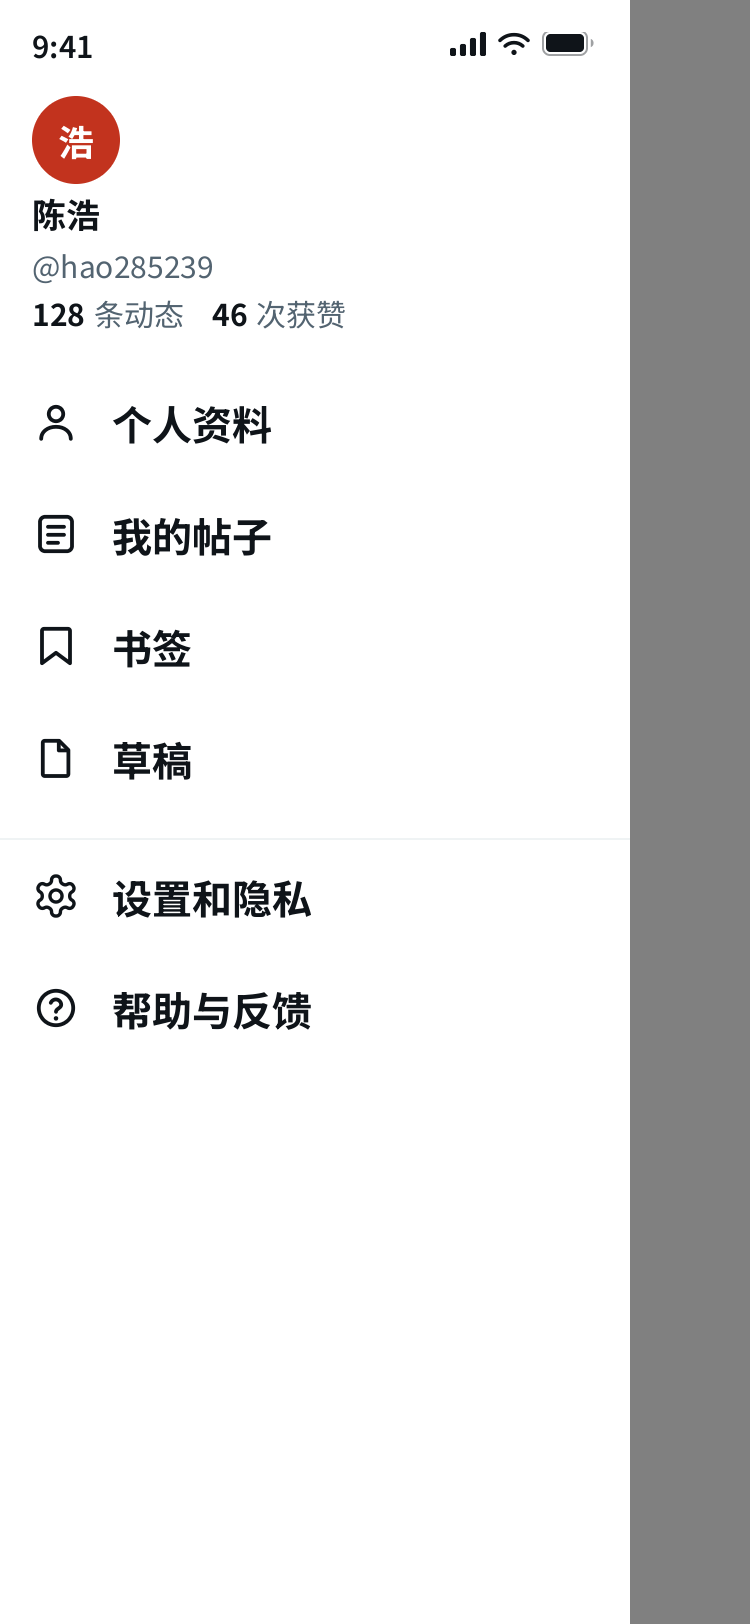 9:41
浩
陈浩
@hao285239
128 条动态 46 次获赞
个人资料
我的帖子
书签
草稿
设置和隐私
帮助与反馈